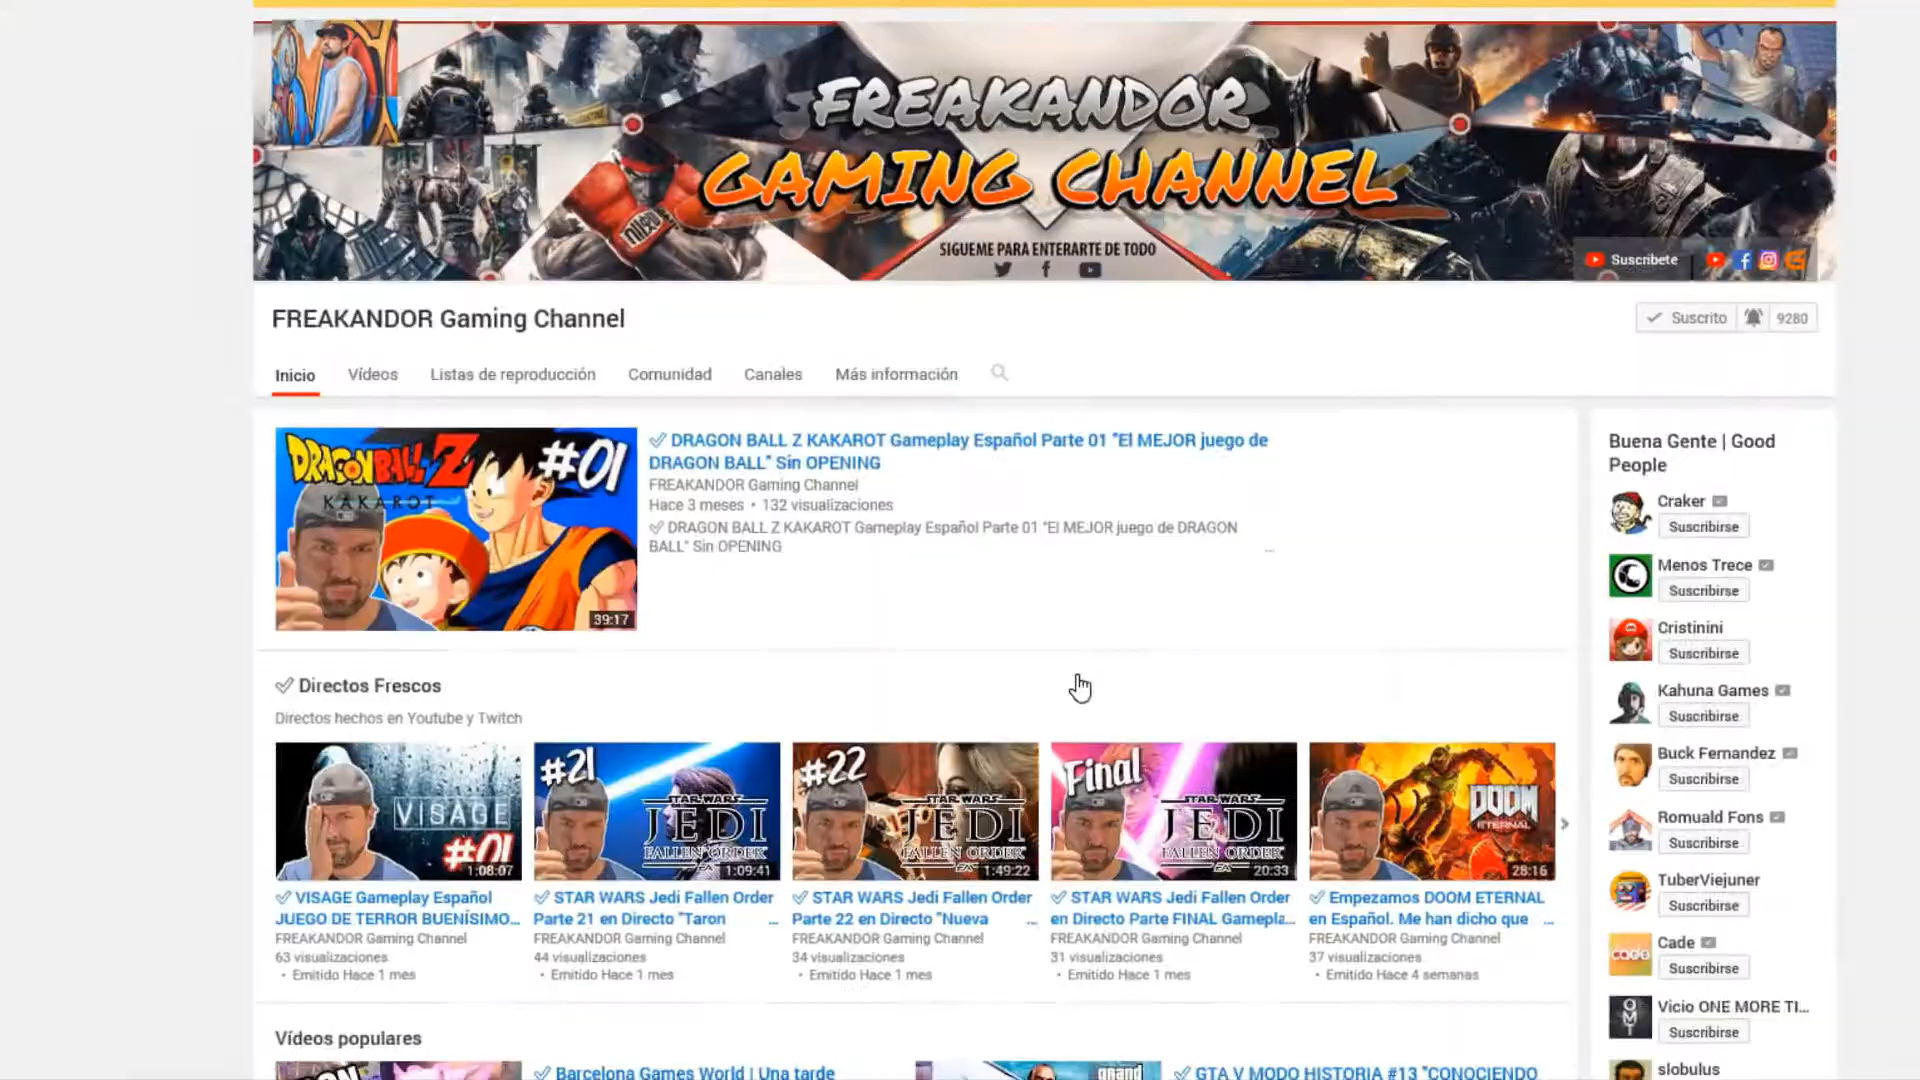 FREAKANDOR
GAMING CHANNEL
SIGUEME PARA ENTERARTE DE TODO
Suscríbete
FREAKANDOR Gaming Channel
Suscrito 9280
Inicio Vídeos Listas de reproducción Comunidad Canales Más información
DRAGON BALL Z
KAKAROT
#01
39:17
DRAGON BALL Z KAKAROT Gameplay Español Parte 01 "El MEJOR juego de
DRAGON BALL" Sin OPENING
FREAKANDOR Gaming Channel
Hace 3 meses • 132 visualizaciones
DRAGON BALL Z KAKAROT Gameplay Español Parte 01 "El MEJOR juego de DRAGON
BALL" Sin OPENING
...
Directos Frescos
Directos hechos en Youtube y Twitch
VISAGE
#01
1:08:07
#21
STAR WARS
JEDI
FALLEN ORDER
1:09:41
#22
STAR WARS
JEDI
FALLEN ORDER
1:49:22
Final
STAR WARS
JEDI
FALLEN ORDER
20:33
DOOM
ETERNAL
28:16
VISAGE Gameplay Español
JUEGO DE TERROR BUENÍSIMO...
FREAKANDOR Gaming Channel
63 visualizaciones
• Emitido Hace 1 mes
STAR WARS Jedi Fallen Order
Parte 21 en Directo "Taron ...
FREAKANDOR Gaming Channel
44 visualizaciones
• Emitido Hace 1 mes
STAR WARS Jedi Fallen Order
Parte 22 en Directo "Nueva ...
FREAKANDOR Gaming Channel
34 visualizaciones
• Emitido Hace 1 mes
STAR WARS Jedi Fallen Order
en Directo Parte FINAL Gamepla...
FREAKANDOR Gaming Channel
31 visualizaciones
• Emitido Hace 1 mes
Empezamos DOOM ETERNAL
en Español. Me han dicho que ...
FREAKANDOR Gaming Channel
37 visualizaciones
• Emitido Hace 4 semanas
Vídeos populares
Barcelona Games World | Una tarde
grand
GTA V MODO HISTORIA #13 "CONOCIENDO
Buena Gente | Good
People
Craker
Suscribirse
Menos Trece
Suscribirse
Cristinini
Suscribirse
Kahuna Games
Suscribirse
Buck Fernandez
Suscribirse
Romuald Fons
Suscribirse
TuberViejuner
Suscribirse
CADE
Cade
Suscribirse
OMT
Vicio ONE MORE TI...
Suscribirse
slobulus